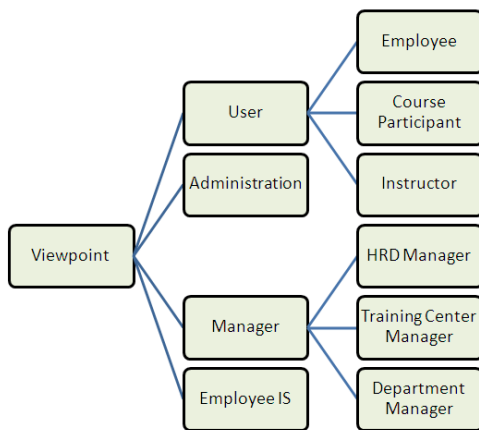 Employee
User
Course
Participant
Administration
Instructor
Viewpoint
HRD Manager
Manager
Training Center
Manager
Employee IS
Department
Manager